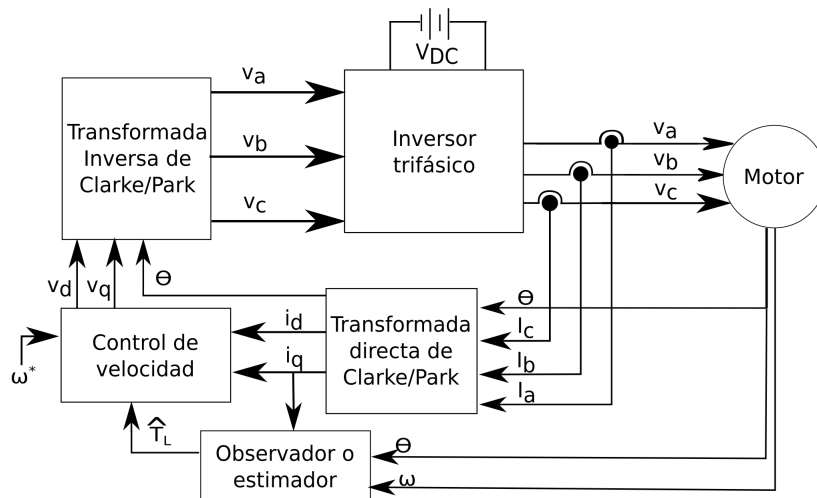 V_DC
v_a
v_b
v_c
Transformada
Inversa de
Clarke/Park
Inversor
trifásico
v_a
v_b
v_c
Motor
v_d
v_q
Θ
Θ
I_c
I_b
I_a
i_d
i_q
Transformada
directa de
Clarke/Park
Control de
velocidad
ω*
T̂_L
Observador o
estimador
Θ
ω